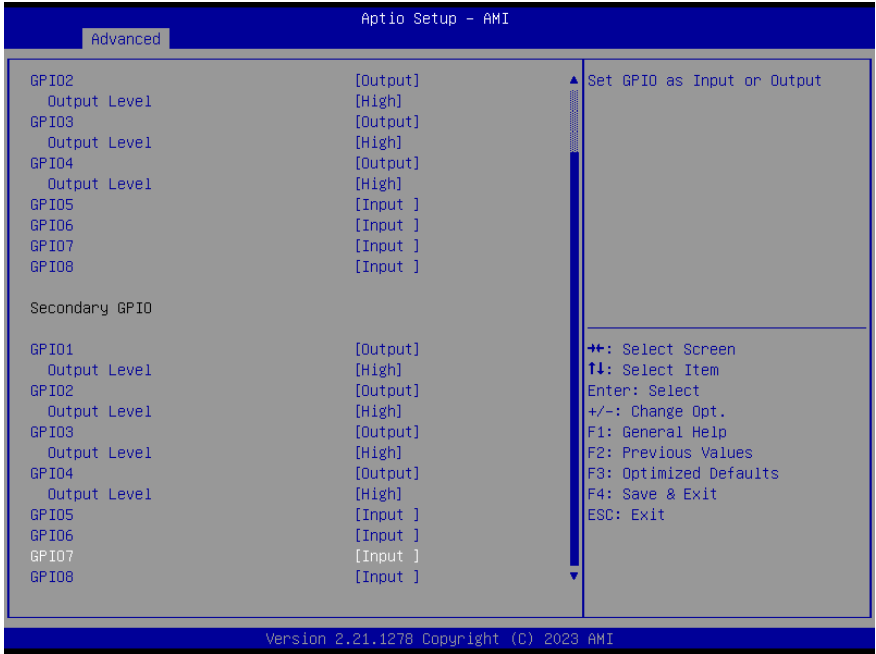 Aptio Setup - AMI
Advanced
GPIO2 [Output]
Output Level [High]
GPIO3 [Output]
Output Level [High]
GPIO4 [Output]
Output Level [High]
GPIO5 [Input ]
GPIO6 [Input ]
GPIO7 [Input ]
GPIO8 [Input ]
Secondary GPIO
GPIO1 [Output]
Output Level [High]
GPIO2 [Output]
Output Level [High]
GPIO3 [Output]
Output Level [High]
GPIO4 [Output]
Output Level [High]
GPIO5 [Input ]
GPIO6 [Input ]
GPIO7 [Input ]
GPIO8 [Input ]
Set GPIO as Input or Output
→←: Select Screen
↑↓: Select Item
Enter: Select
+/-: Change Opt.
F1: General Help
F2: Previous Values
F3: Optimized Defaults
F4: Save & Exit
ESC: Exit
Version 2.21.1278 Copyright (C) 2023 AMI